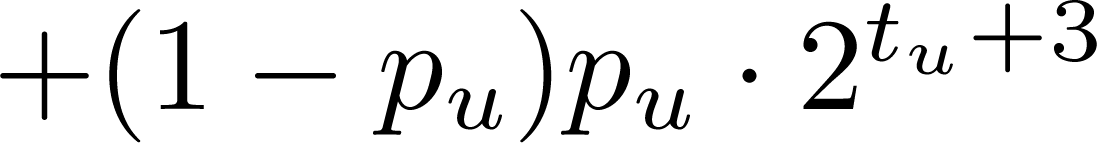 +(1 − p_u)p_u · 2^{t_u+3}